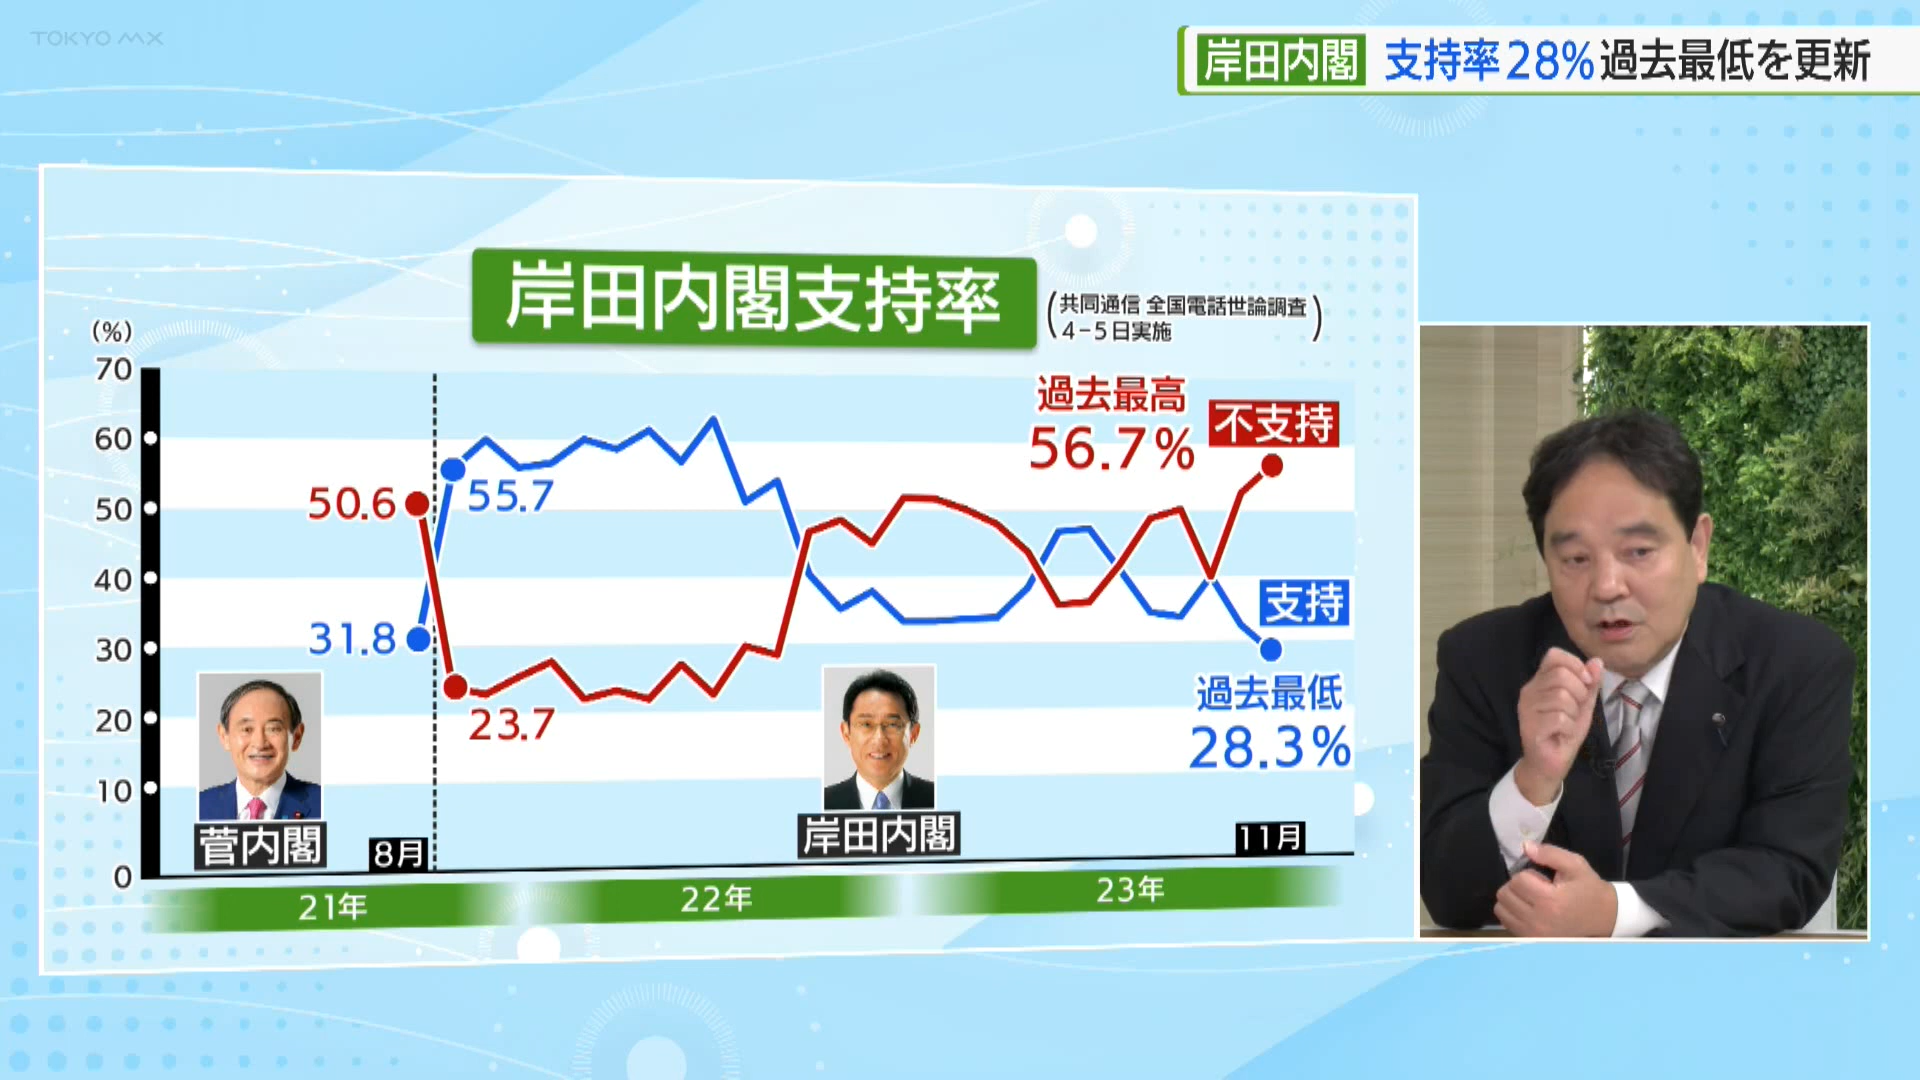 TOKYO MX
岸田内閣 支持率28%過去最低を更新
岸田内閣支持率
(共同通信 全国電話世論調査
4-5日実施)
(%)
70
60
50
40
30
20
10
0
過去最高
56.7%
不支持
50.6
55.7
31.8
23.7
支持
過去最低
28.3%
菅内閣
8月
岸田内閣
11月
21年
22年
23年